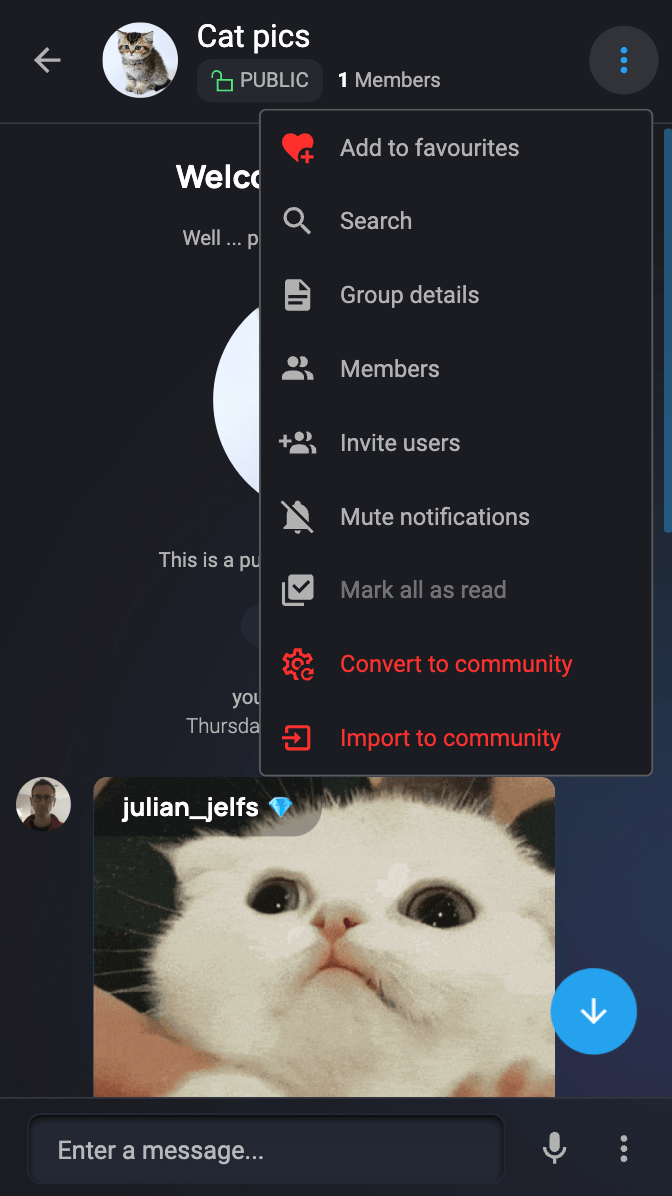 Cat pics
PUBLIC
1 Members
Add to favourites
Search
Group details
Members
Invite users
Mute notifications
Mark all as read
Convert to community
Import to community
Well ... p
This is a pu
you
Thursda
julian_jelfs
Enter a message...